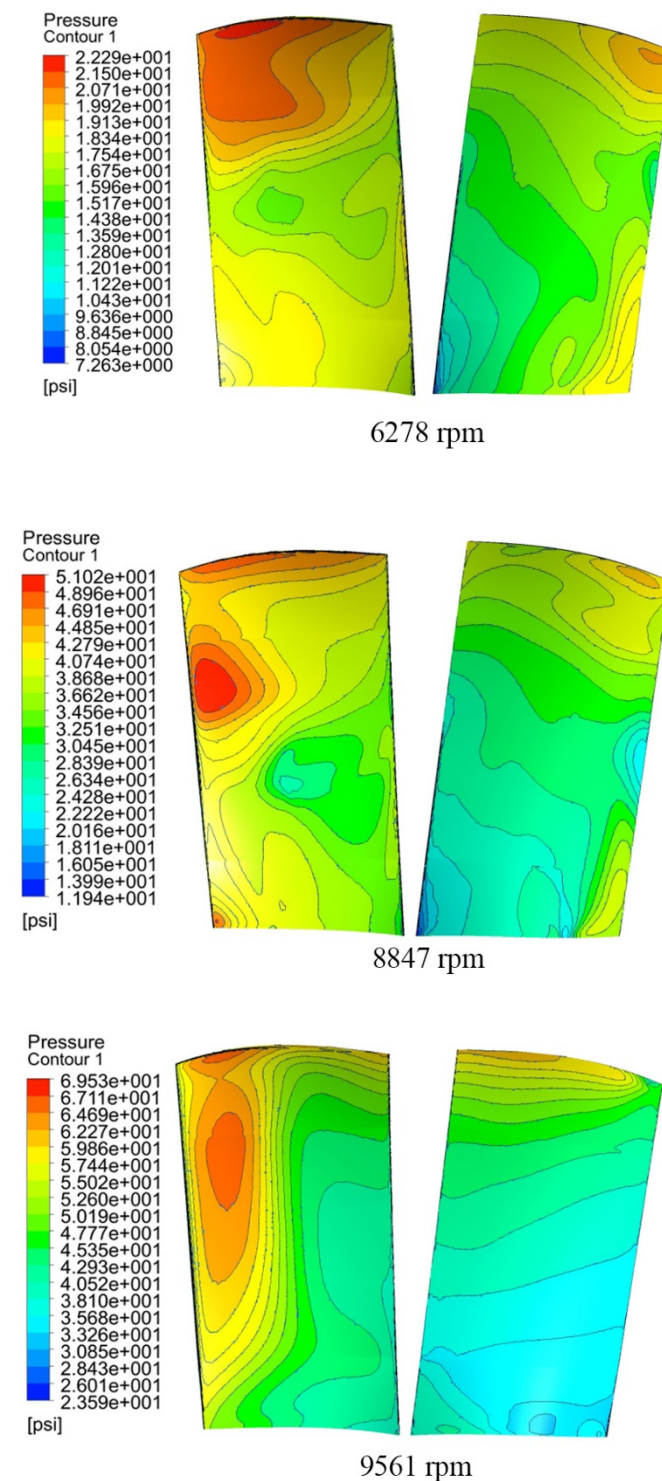 Pressure
Contour 1
2.229e+001
2.150e+001
2.071e+001
1.992e+001
1.913e+001
1.834e+001
1.754e+001
1.675e+001
1.596e+001
1.517e+001
1.438e+001
1.359e+001
1.280e+001
1.201e+001
1.122e+001
1.043e+001
9.636e+000
8.845e+000
8.054e+000
7.263e+000
[psi]
6278 rpm
Pressure
Contour 1
5.102e+001
4.896e+001
4.691e+001
4.485e+001
4.279e+001
4.074e+001
3.868e+001
3.662e+001
3.456e+001
3.251e+001
3.045e+001
2.839e+001
2.634e+001
2.428e+001
2.222e+001
2.016e+001
1.811e+001
1.605e+001
1.399e+001
1.194e+001
[psi]
8847 rpm
Pressure
Contour 1
6.953e+001
6.711e+001
6.469e+001
6.227e+001
5.986e+001
5.744e+001
5.502e+001
5.260e+001
5.019e+001
4.777e+001
4.535e+001
4.293e+001
4.052e+001
3.810e+001
3.568e+001
3.326e+001
3.085e+001
2.843e+001
2.601e+001
2.359e+001
[psi]
9561 rpm